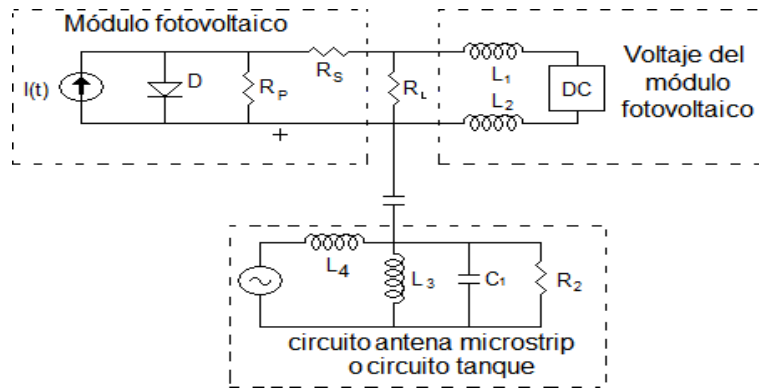 Módulo fotovoltaico
I(t)
D
R_P
R_S
R_L
L_1
L_2
DC
Voltaje del
módulo
fotovoltaico
+
L_4
L_3
C_1
R_2
circuito antena microstrip
o circuito tanque